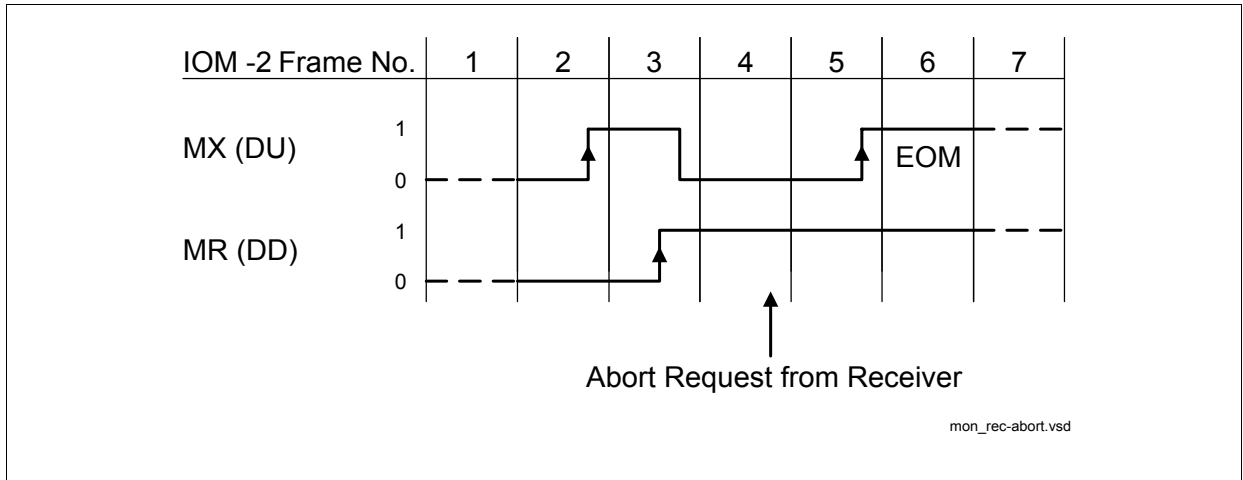 IOM -2 Frame No. 1 2 3 4 5 6 7
1
MX (DU)
0
EOM
1
MR (DD)
0
Abort Request from Receiver
mon_rec-abort.vsd